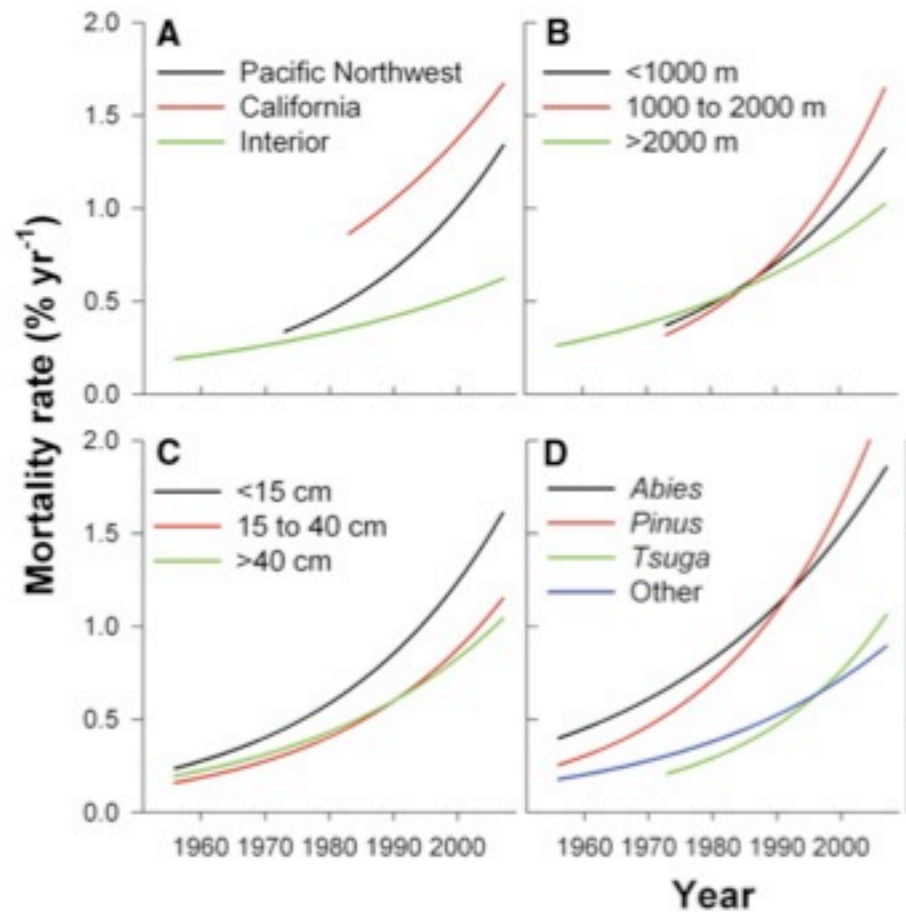 Mortality rate (% yr⁻¹)
A
Pacific Northwest
California
Interior
2.0
1.5
1.0
0.5
0.0
B
<1000 m
1000 to 2000 m
>2000 m
C
<15 cm
15 to 40 cm
>40 cm
2.0
1.5
1.0
0.5
0.0
1960 1970 1980 1990 2000
D
Abies
Pinus
Tsuga
Other
1960 1970 1980 1990 2000
Year